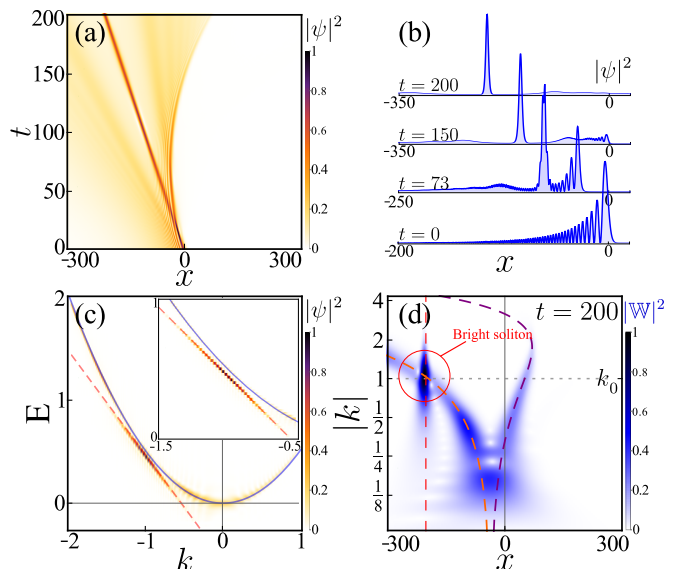 (a)
|ψ|²
200
150
100
50
0
t
-300
0
300
x
1
0.8
0.6
0.4
0.2
0
(b)
|ψ|²
t = 200
-350
0
t = 150
-350
0
t = 73
-250
0
t = 0
-200
0
x
(c)
|ψ|²
2
1
0
E
-2
-1
0
1
k
1
0
-1.5
-0.5
1
0.8
0.6
0.4
0.2
0
(d)
t = 200
|𝕎|²
Bright soliton
k₀
4
2
1
1/2
1/4
1/8
|k|
-300
0
300
x
1
0.8
0.6
0.4
0.2
0